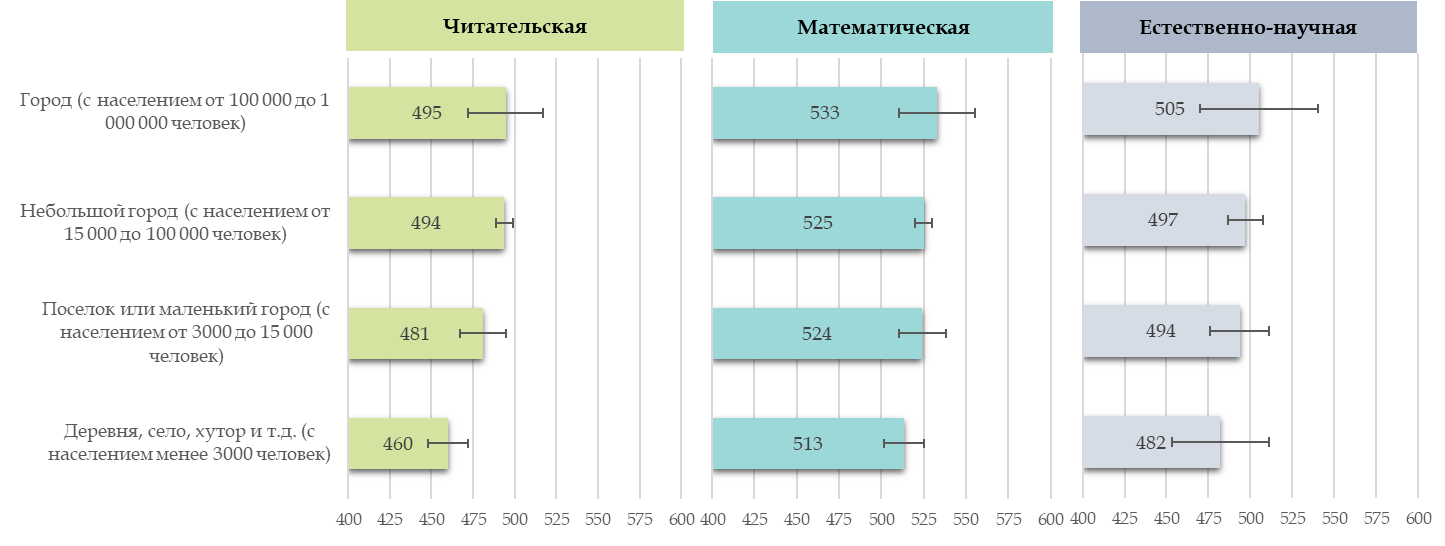 Читательская
Математическая
Естественно-научная
Город (с населением от 100 000 до 1
000 000 человек)
495
533
505
Небольшой город (с населением от
15 000 до 100 000 человек)
494
525
497
Поселок или маленький город (с
населением от 3000 до 15 000
человек)
481
524
494
Деревня, село, хутор и т.д. (с
населением менее 3000 человек)
460
513
482
400 425 450 475 500 525 550 575 600
400 425 450 475 500 525 550 575 600
400 425 450 475 500 525 550 575 600